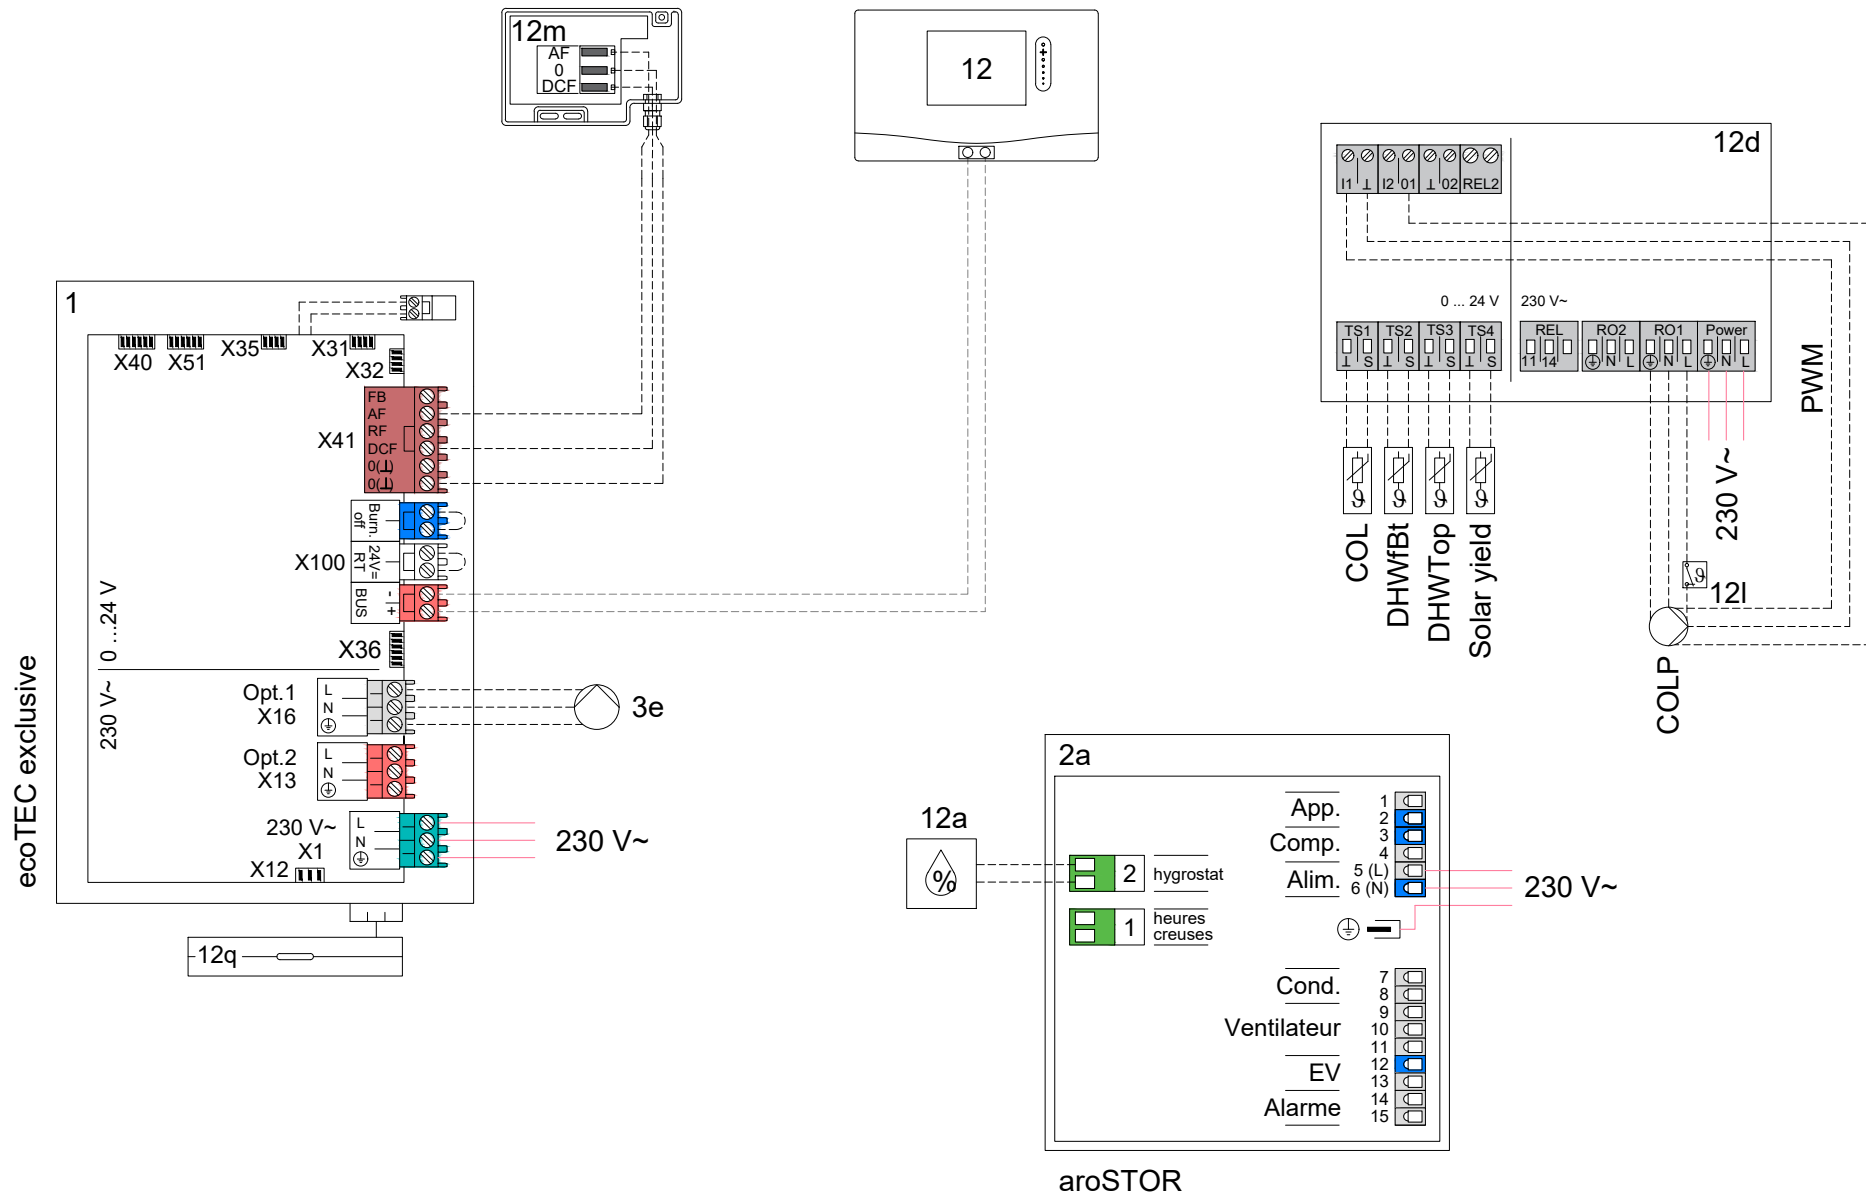 12m
AF
0
DCF
12
12d
I1 ⊥ I2 01 ⊥ 02 REL2
0 ... 24 V
230 V~
TS1 TS2 TS3 TS4
⊥ S ⊥ S ⊥ S ⊥ S
REL RO2 RO1 Power
11 14 N L N L N L
PWM
COL
DHWfBt
DHWTop
Solar yield
ϑ
ϑ
ϑ
ϑ
230 V~
ϑ
12l
COLP
1
X40
X51
X35
X31
X32
X41
FB
AF
RF
DCF
0(⊥)
0(⊥)
X100
Burn.
off
24V=
RT
BUS
-
+
X36
0 ...24 V
230 V~
ecoTEC exclusive
Opt.1
X16
L
N
3e
Opt.2
X13
L
N
230 V~
X1
L
N
230 V~
X12
12q
2a
12a
%
2
hygrostat
1
heures
creuses
App.
Comp.
Alim.
1
2
3
4
5 (L)
6 (N)
230 V~
Cond.
Ventilateur
EV
Alarme
7
8
9
10
11
12
13
14
15
aroSTOR